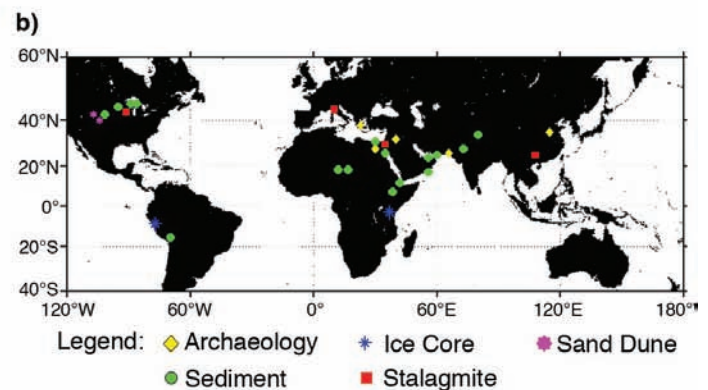 b)
60°N
40°N
20°N
0°
20°S
40°S
120°W 60°W 0° 60°E 120°E 180°
Legend: Archaeology Ice Core Sand Dune
Sediment Stalagmite